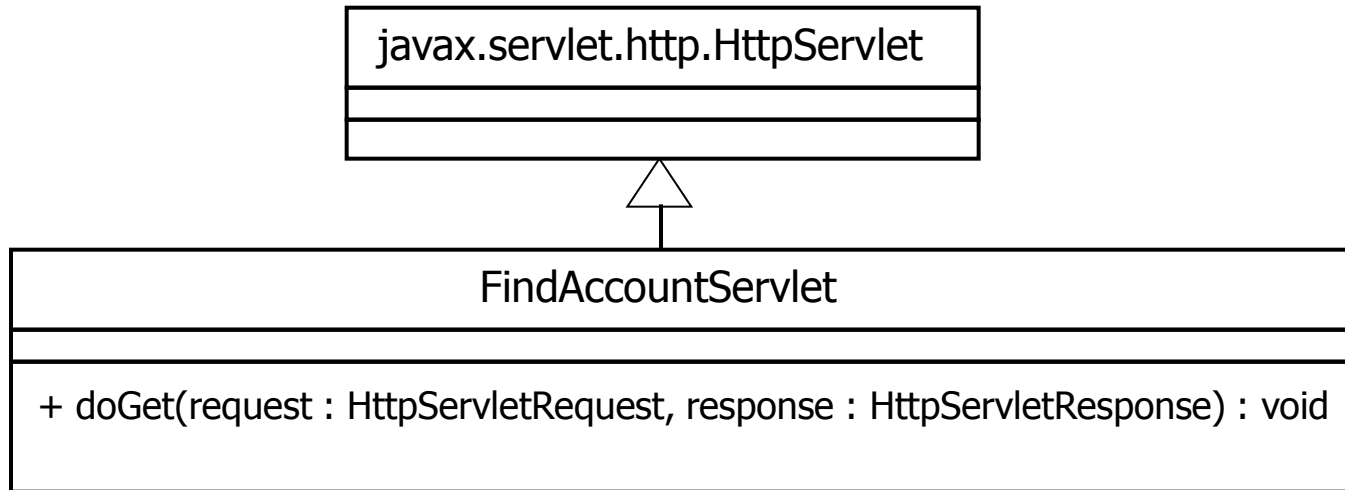 javax.servlet.http.HttpServlet
FindAccountServlet
+ doGet(request : HttpServletRequest, response : HttpServletResponse) : void